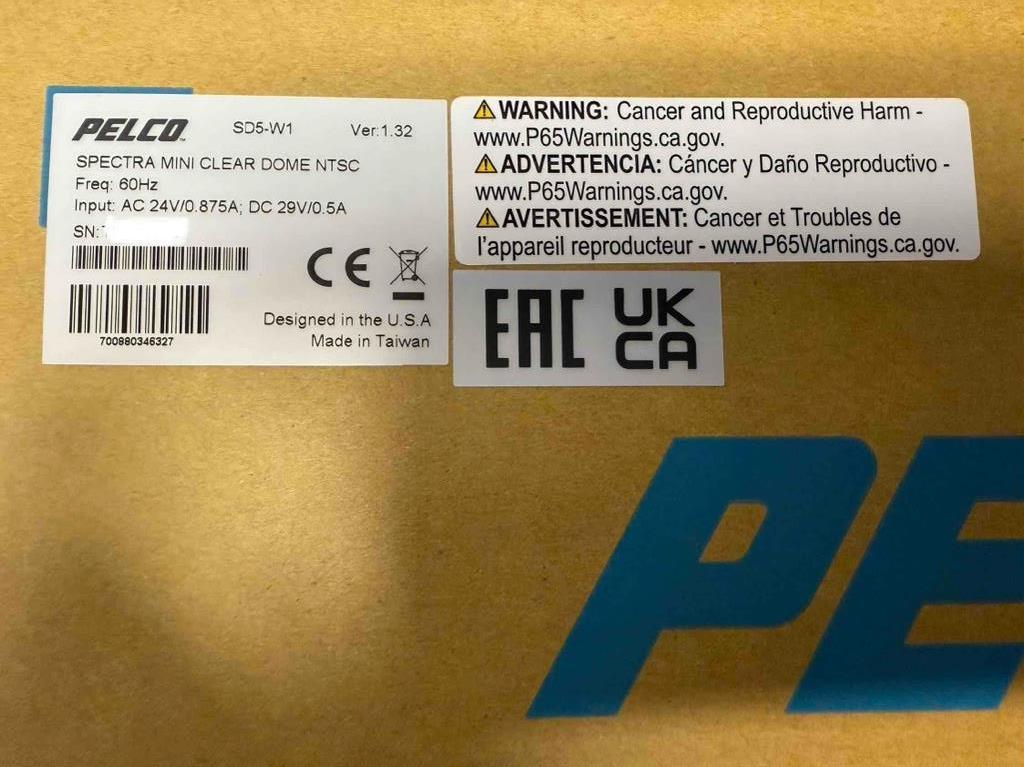 PELCO™ SD5-W1 Ver:1.32
SPECTRA MINI CLEAR DOME NTSC
Freq: 60Hz
Input: AC 24V/0.875A; DC 29V/0.5A
SN:
CE
700880346327
Designed in the U.S.A
Made in Taiwan
WARNING: Cancer and Reproductive Harm -
www.P65Warnings.ca.gov.
ADVERTENCIA: Cáncer y Daño Reproductivo -
www.P65Warnings.ca.gov.
AVERTISSEMENT: Cancer et Troubles de
l'appareil reproducteur - www.P65Warnings.ca.gov.
EAC
UK
CA
PE